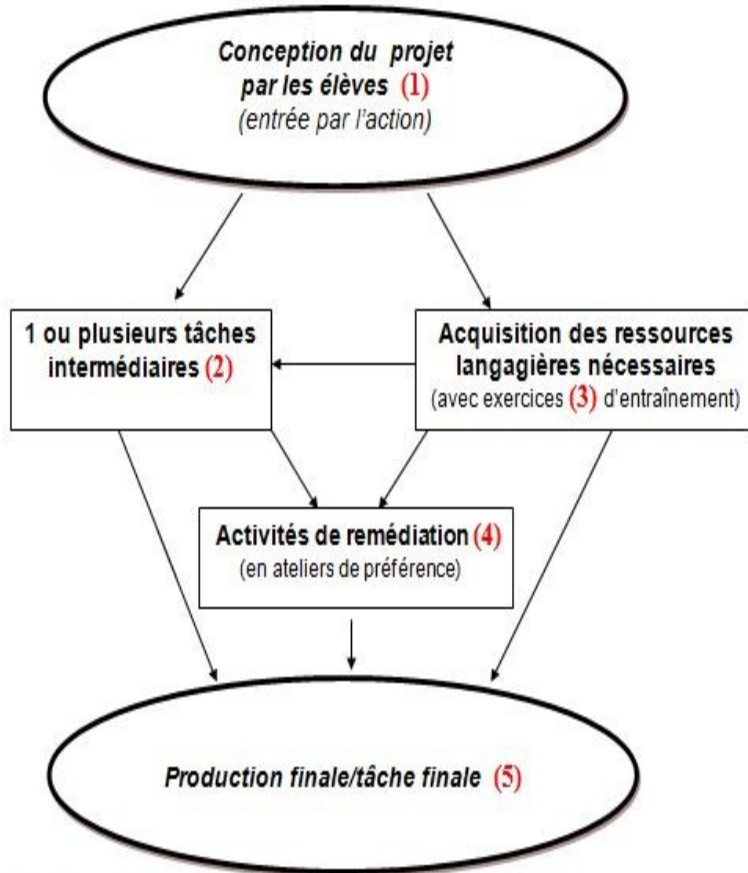 Conception du projet
par les élèves (1)
(entrée par l'action)
1 ou plusieurs tâches
intermédiaires (2)
Acquisition des ressources
langagières nécessaires
(avec exercices (3) d'entraînement)
Activités de remédiation (4)
(en ateliers de préférence)
Production finale/tâche finale (5)